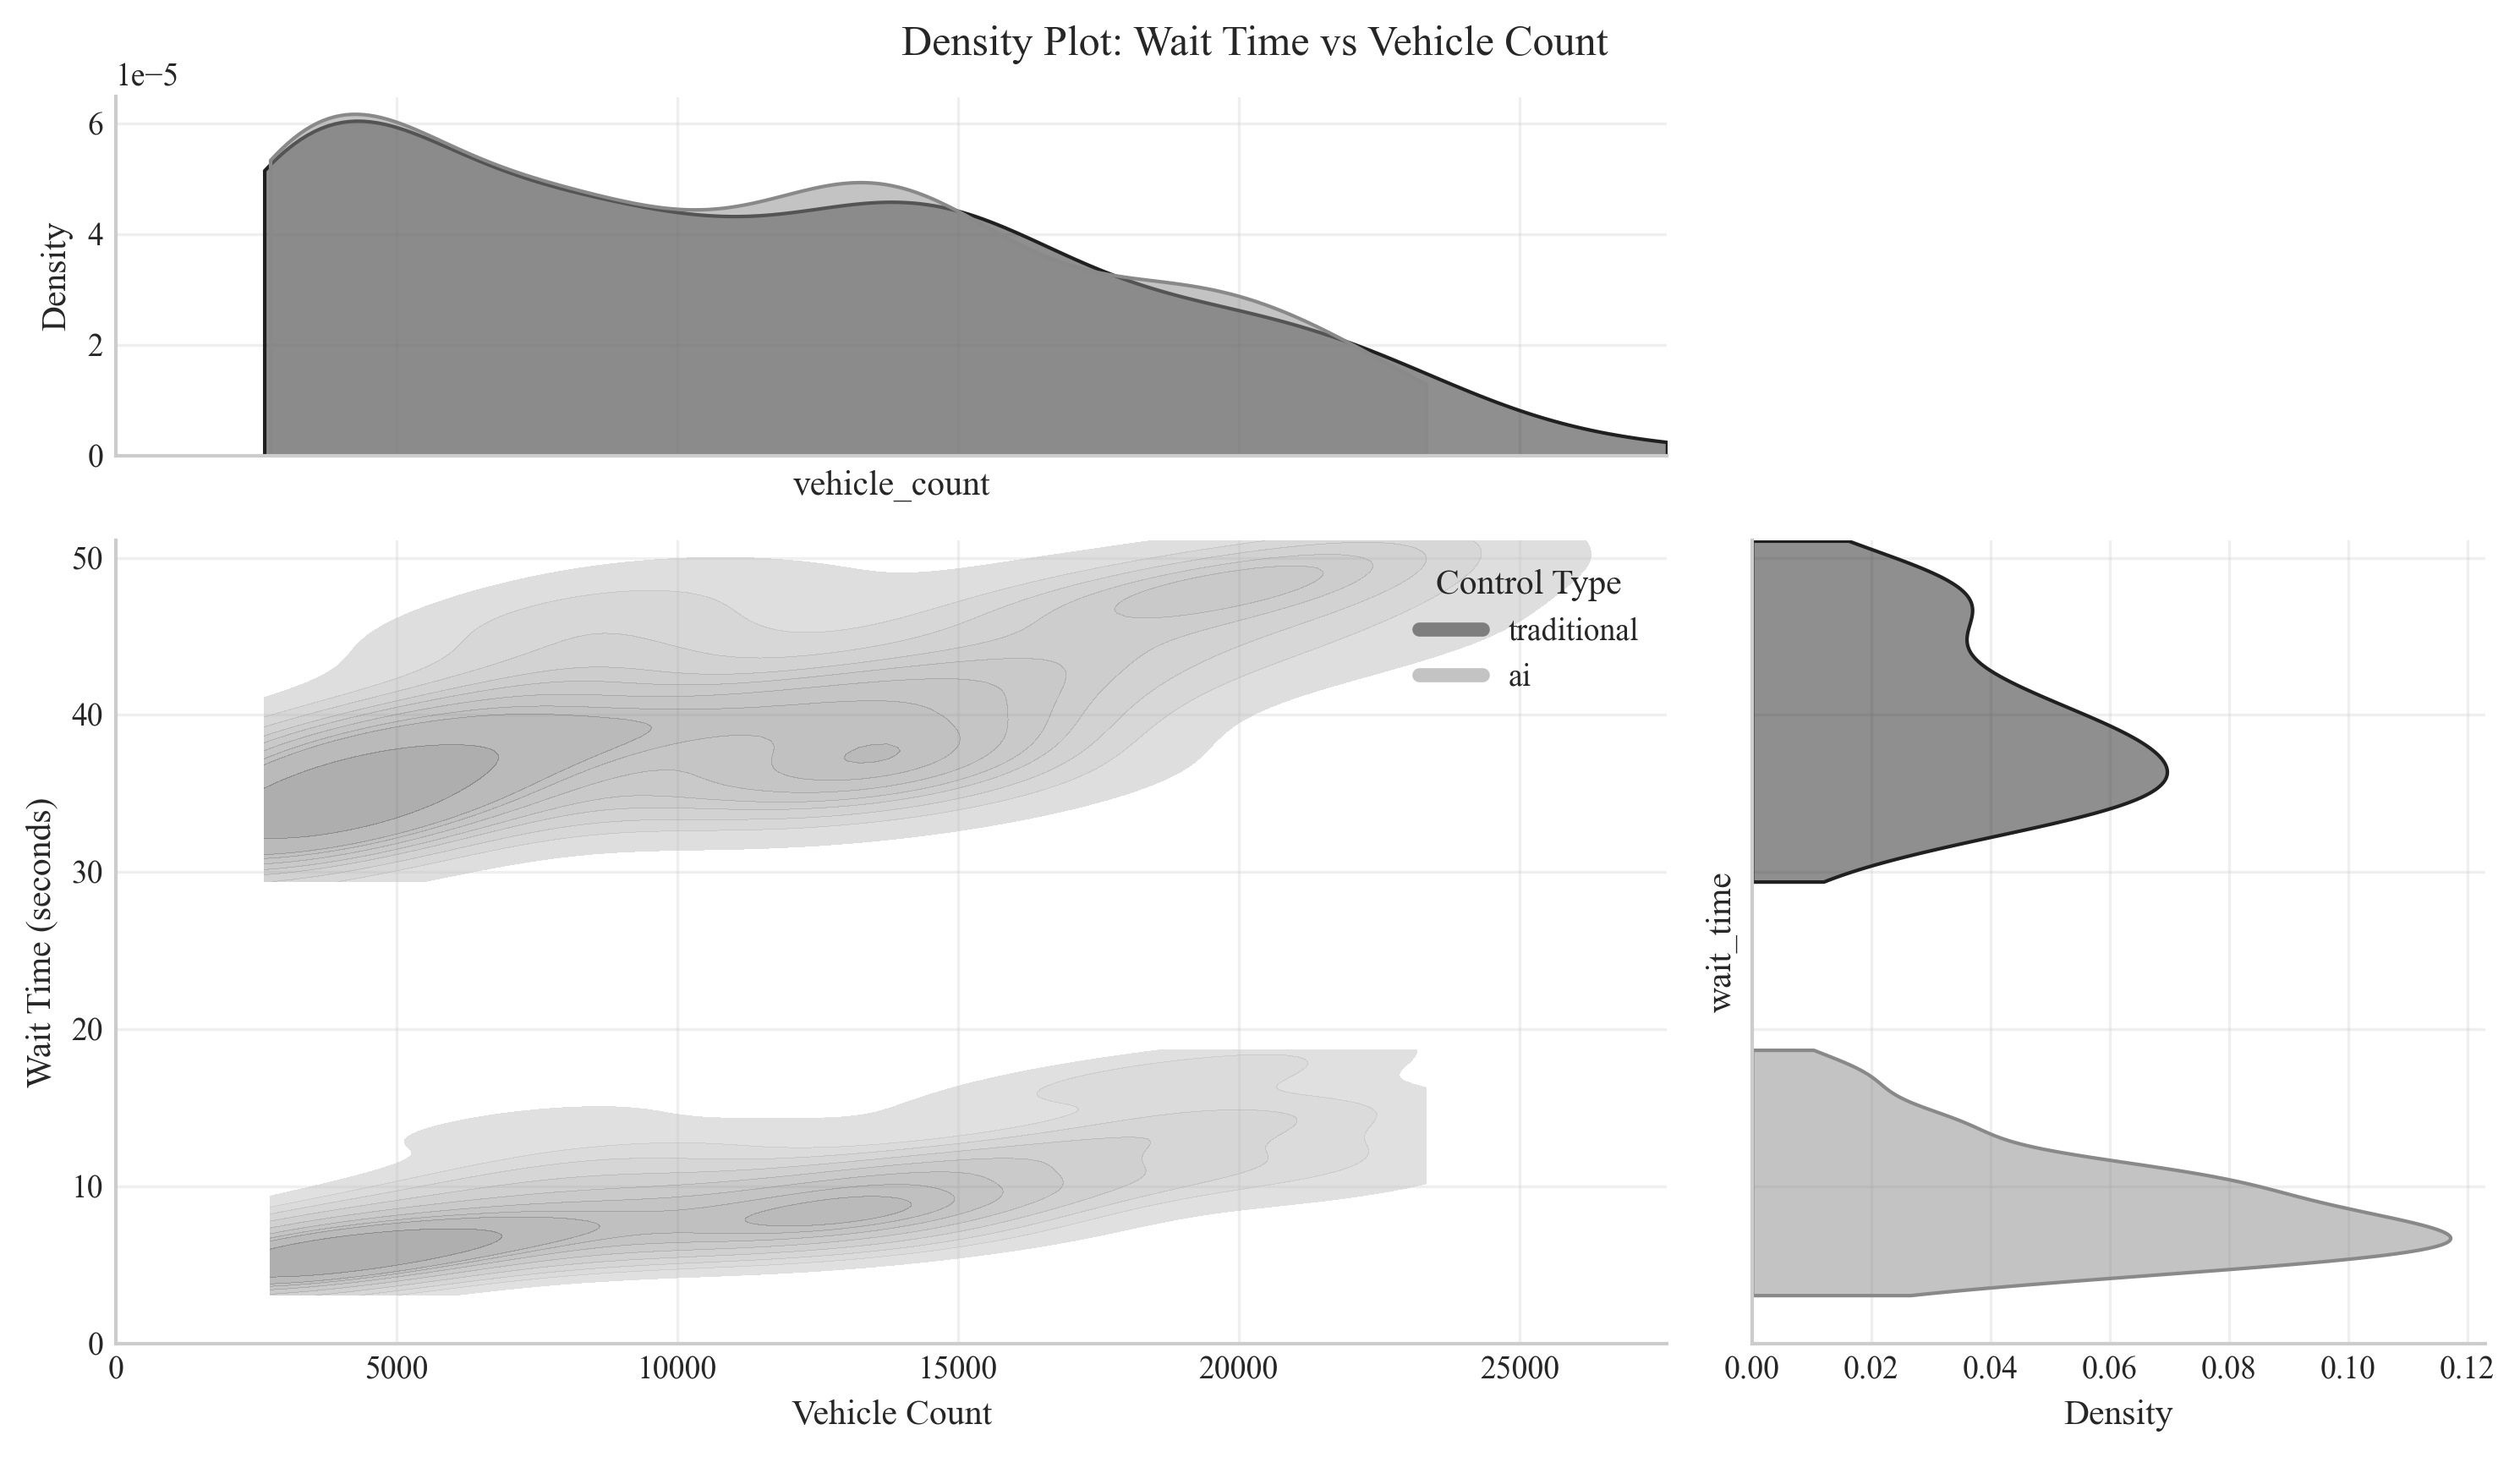 Density Plot: Wait Time vs Vehicle Count
1e−5
6
4
2
0
Density
vehicle_count
50
40
30
20
10
0
Wait Time (seconds)
Control Type
traditional
ai
0 5000 10000 15000 20000 25000
Vehicle Count
wait_time
0.00 0.02 0.04 0.06 0.08 0.10 0.12
Density